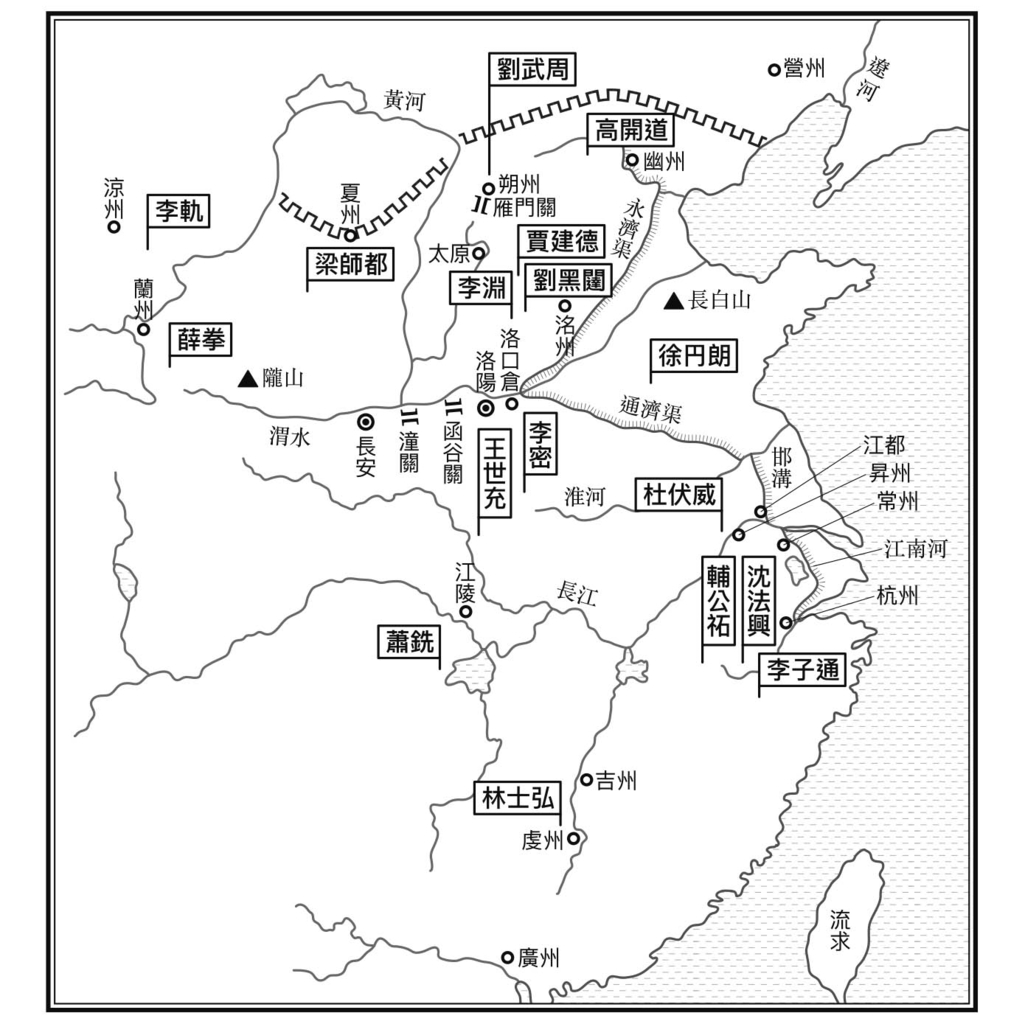 劉武周
營州
遼河
黃河
高開道
幽州
涼州
李軌
夏州
朔州
雁門關
永濟渠
賈建德
太原
梁師都
李淵
劉黑闥
蘭州
長白山
洺州
薛拳
洛口倉
徐円朗
洛陽
隴山
通濟渠
渭水
長安
潼關
函谷關
王世充
李密
邗溝
江都
昇州
常州
淮河
杜伏威
江南河
江陵
長江
輔公祏
沈法興
杭州
蕭銑
李子通
吉州
林士弘
虔州
流求
廣州